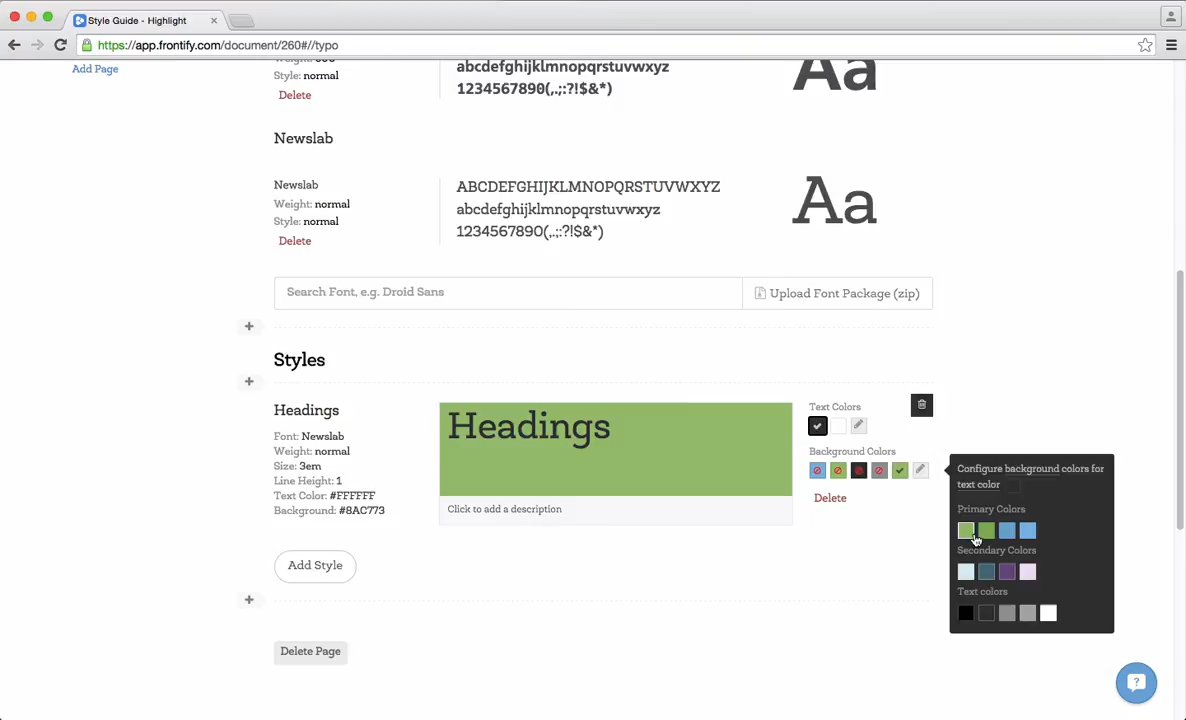 Style Guide - Highlight
https://app.frontify.com/document/260#//typo
Add Page
Style: normal
Delete
abcdefghijklmnopqrstuvwxyz
1234567890(,.;:?!$&*)
Aa
Newslab
Newslab
Weight: normal
Style: normal
Delete
ABCDEFGHIJKLMNOPQRSTUVWXYZ
abcdefghijklmnopqrstuvwxyz
1234567890(,.;:?!$&*)
Aa
Search Font, e.g. Droid Sans
Upload Font Package (zip)
Styles
Headings
Font: Newslab
Weight: normal
Size: 3em
Line Height: 1
Text Color: #FFFFFF
Background: #8AC773
Headings
Click to add a description
Text Colors
Background Colors
Delete
Configure background colors for
text color
Primary Colors
Secondary Colors
Text colors
Add Style
Delete Page